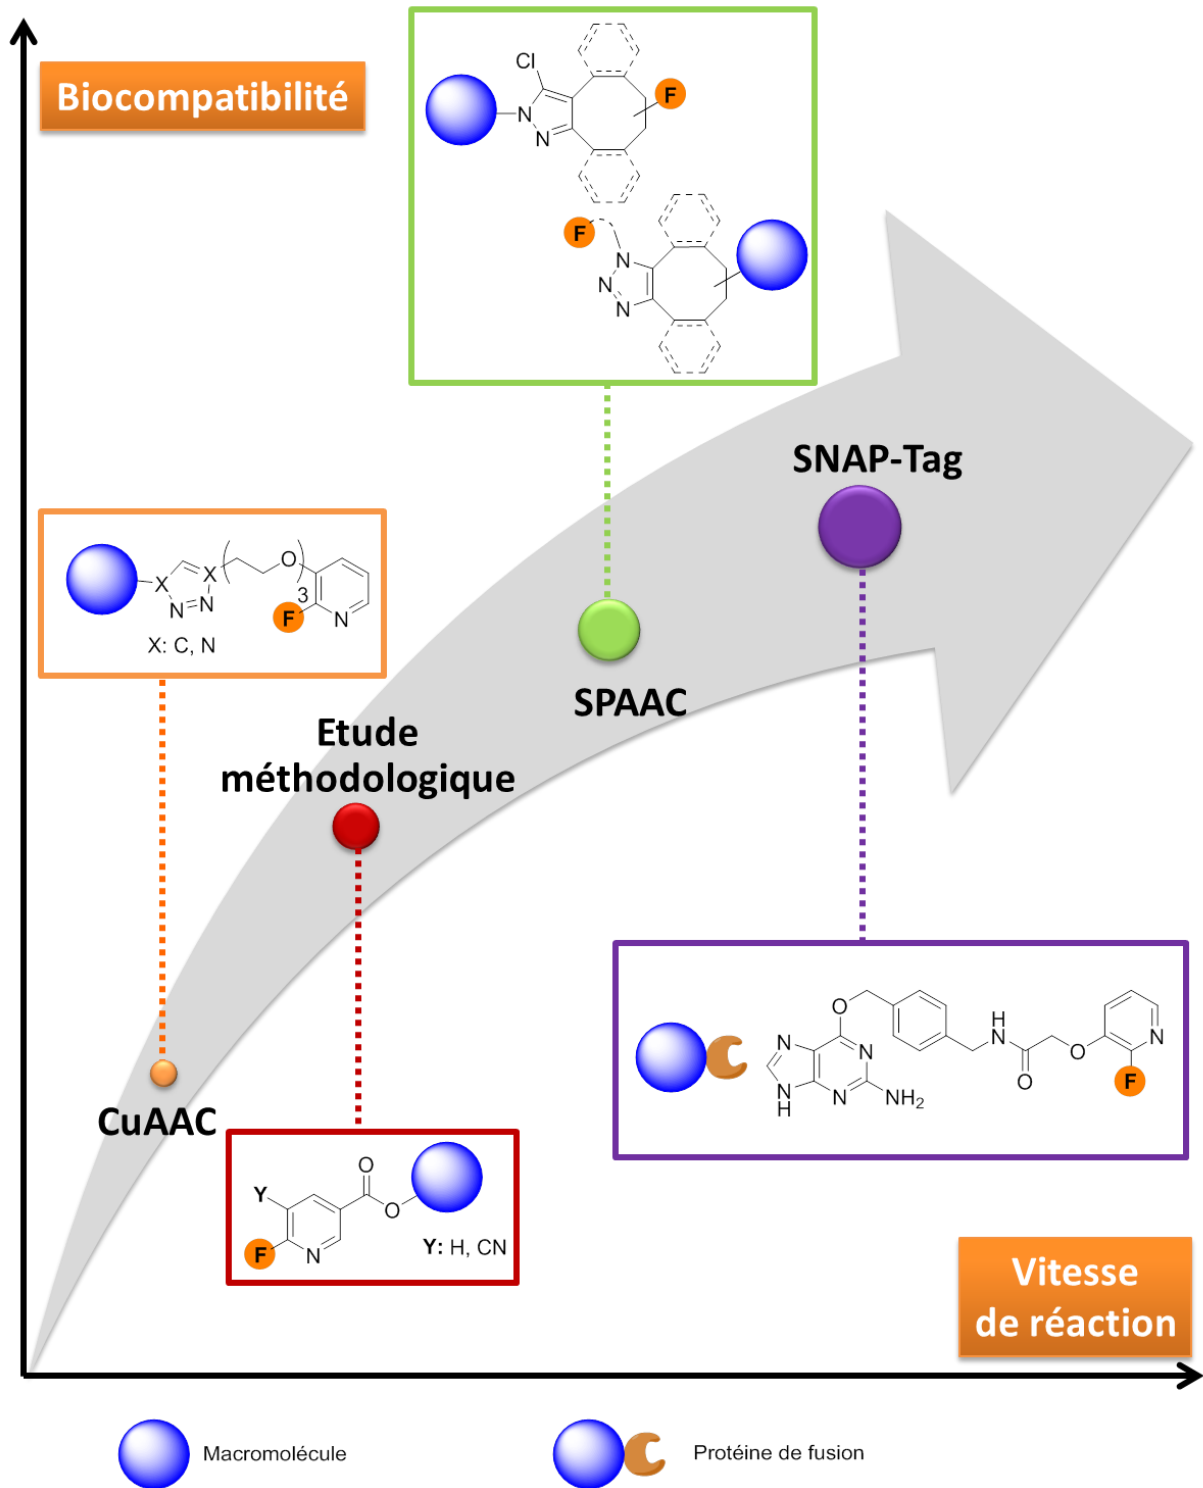 Biocompatibilité
Cl
F
N
N
F
N
N
N
SNAP-Tag
X
X
O
3
N
N
F
N
X: C, N
SPAAC
Etude
méthodologique
CuAAC
O
O
Y
F
N
Y: H, CN
O
N
N
N
H
N
NH2
H
N
O
O
N
F
Vitesse
de réaction
Macromolécule
Protéine de fusion